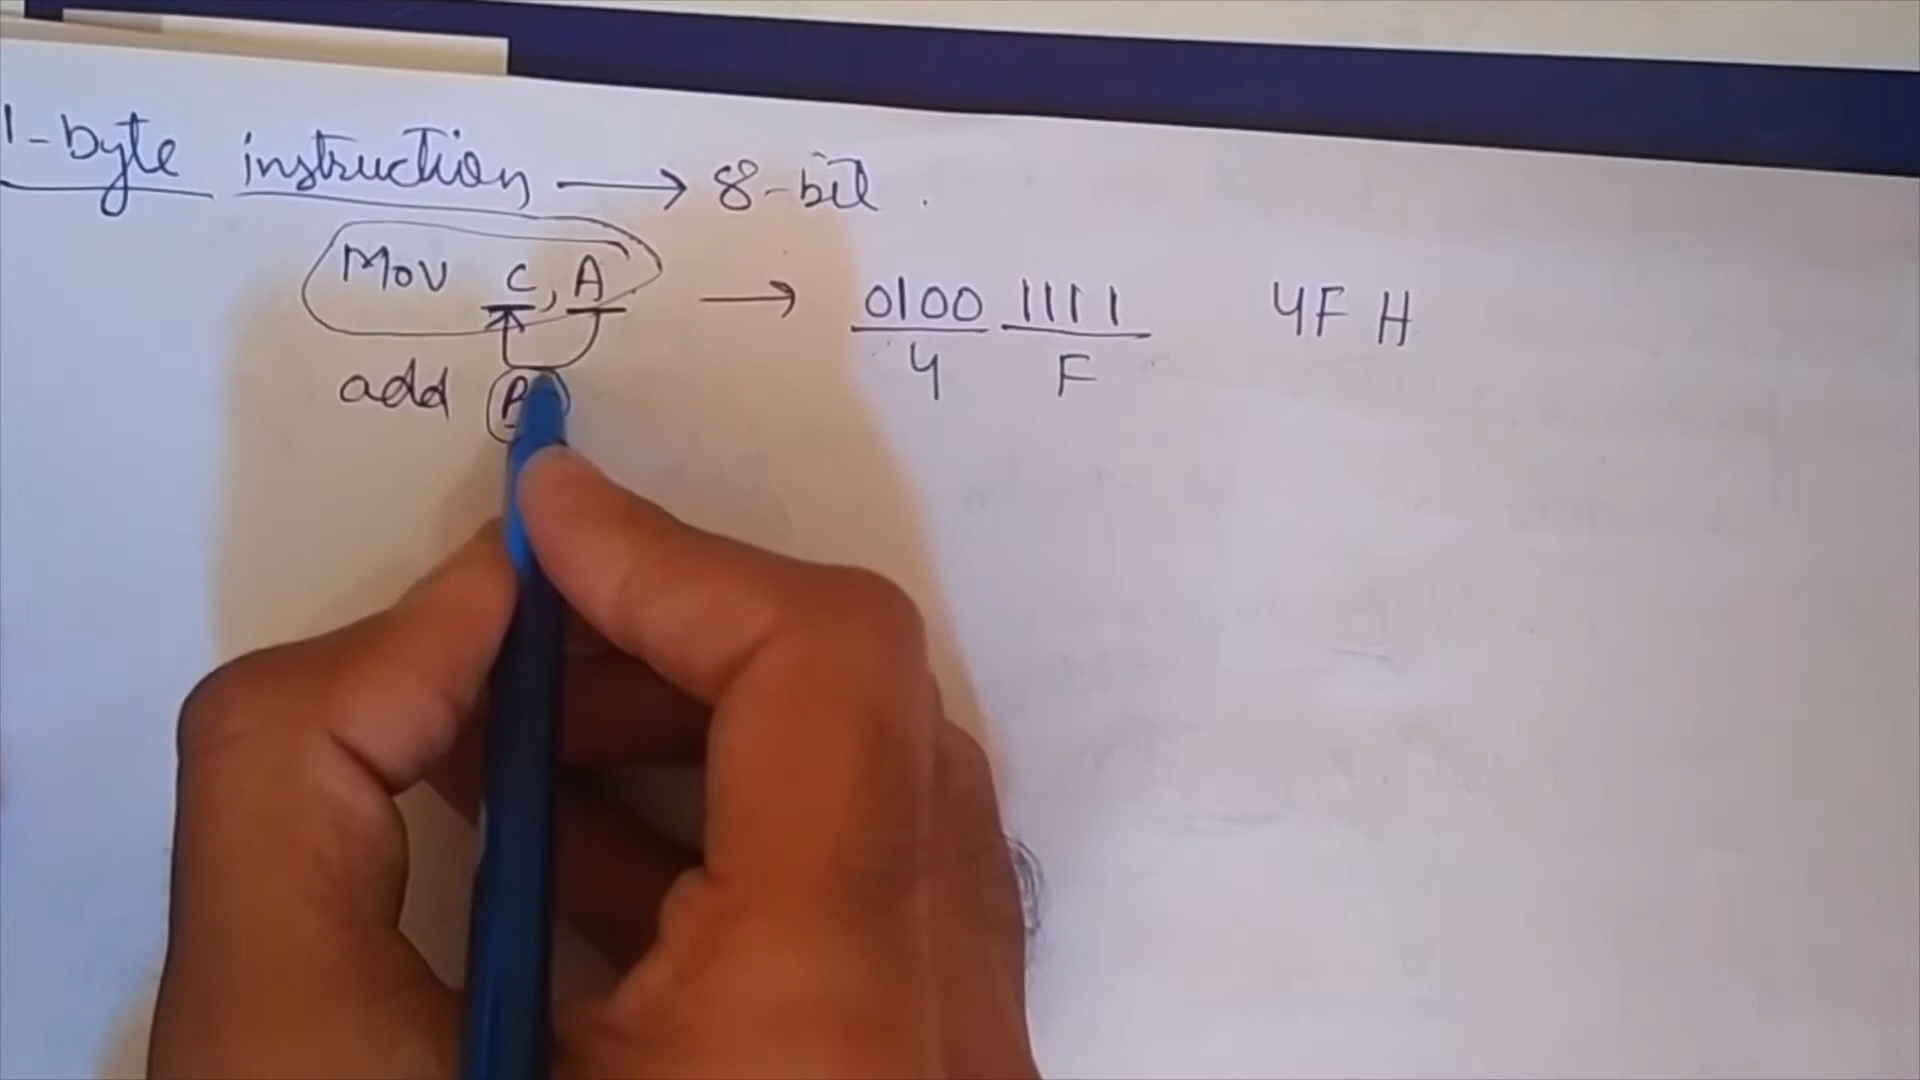 1-byte instruction → 8-bit.
Mov C, A → 0100 1111 4F H
4 F
add B